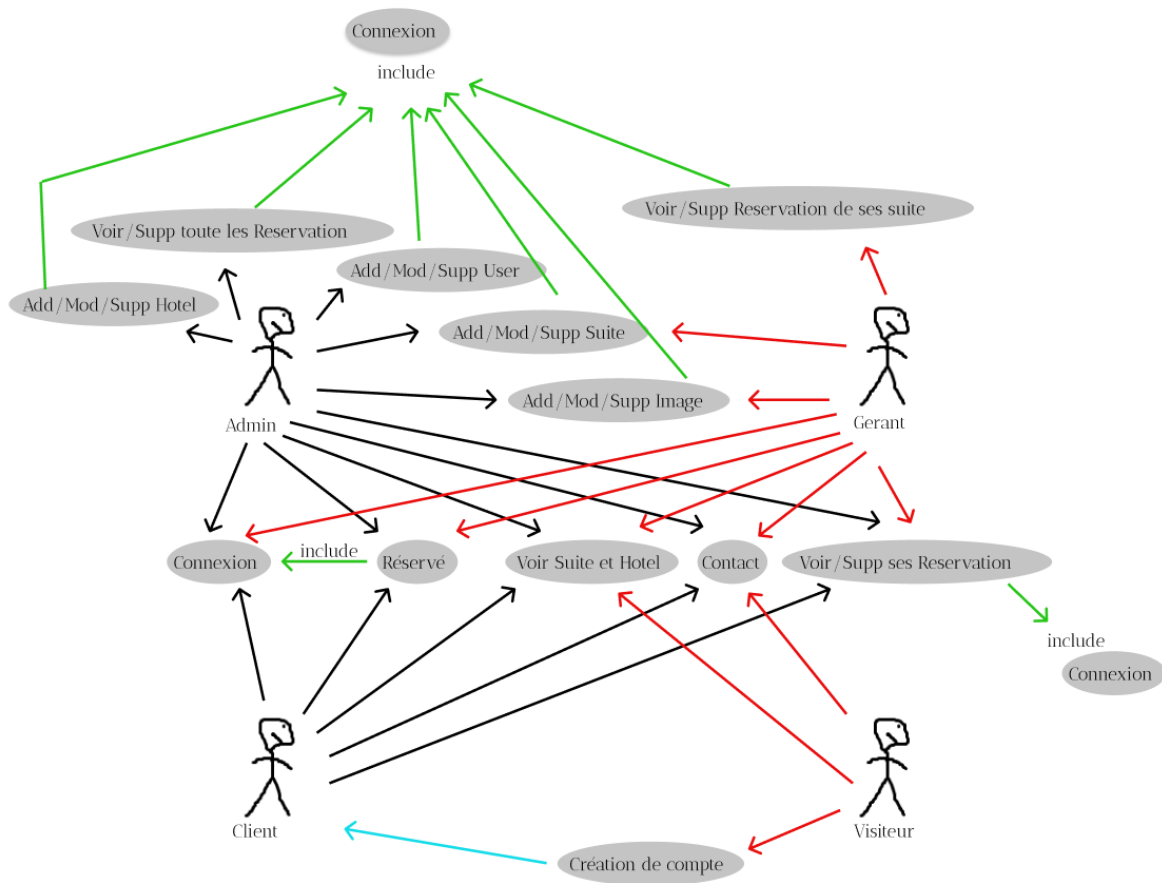 Connexion
include
Voir/Supp Reservation de ses suite
Voir/Supp toute les Reservation
Add/Mod/Supp User
Add/Mod/Supp Hotel
Add/Mod/Supp Suite
Add/Mod/Supp Image
Admin
Gerant
include
Connexion
Réservé
Voir Suite et Hotel
Contact
Voir/Supp ses Reservation
include
Connexion
Client
Visiteur
Création de compte